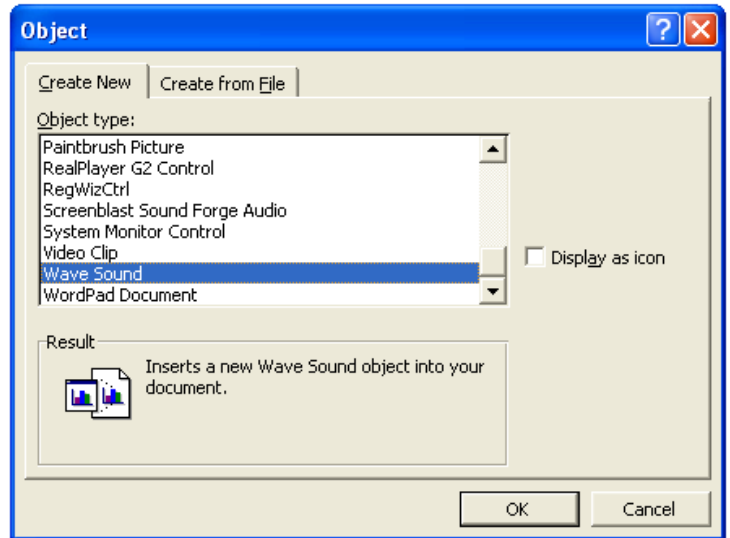 Object
Create New
Create from File
Object type:
Paintbrush Picture
RealPlayer G2 Control
RegWizCtrl
Screenblast Sound Forge Audio
System Monitor Control
Video Clip
Wave Sound
WordPad Document
Display as icon
Result
Inserts a new Wave Sound object into your
document.
OK
Cancel